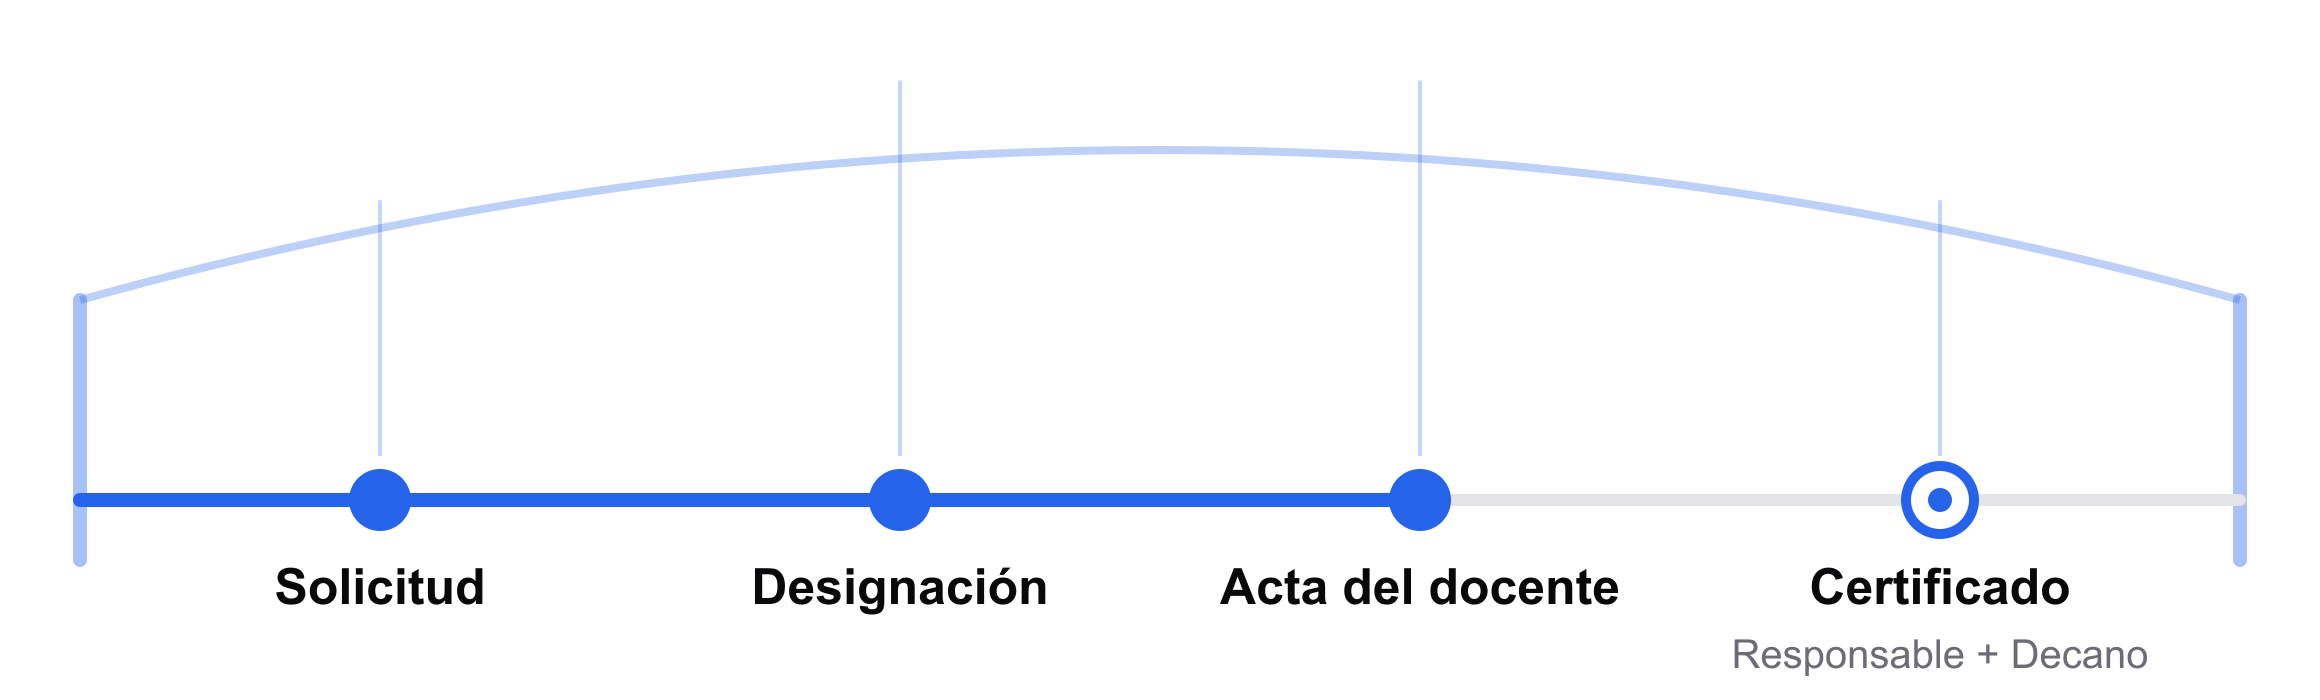 Solicitud
Designación
Acta del docente
Certificado
Responsable + Decano